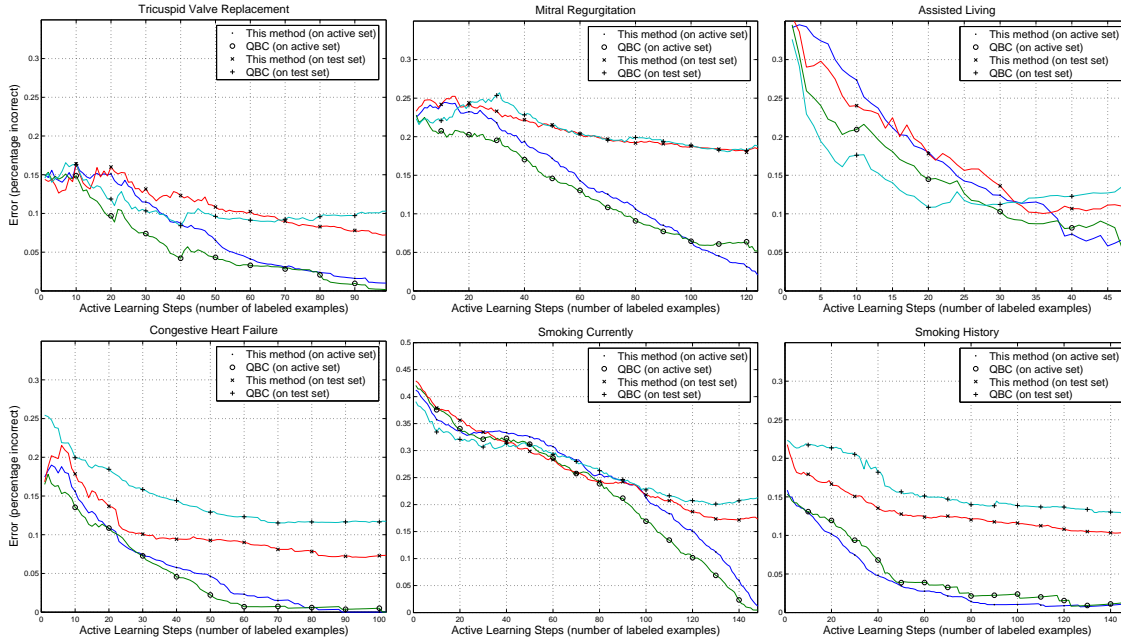 Tricuspid Valve Replacement
This method (on active set)
QBC (on active set)
This method (on test set)
QBC (on test set)
0.35
0.3
0.25
0.2
0.15
0.1
0.05
0
0 10 20 30 40 50 60 70 80 90
Error (percentage incorrect)
Active Learning Steps (number of labeled examples)
Mitral Regurgitation
This method (on active set)
QBC (on active set)
This method (on test set)
QBC (on test set)
0.3
0.25
0.2
0.15
0.1
0.05
0
0 20 40 60 80 100 120
Active Learning Steps (number of labeled examples)
Assisted Living
This method (on active set)
QBC (on active set)
This method (on test set)
QBC (on test set)
0.3
0.25
0.2
0.15
0.1
0.05
0
5 10 15 20 25 30 35 40 45
Active Learning Steps (number of labeled examples)
Congestive Heart Failure
This method (on active set)
QBC (on active set)
This method (on test set)
QBC (on test set)
0.3
0.25
0.2
0.15
0.1
0.05
0
0 10 20 30 40 50 60 70 80 90 100
Error (percentage incorrect)
Active Learning Steps (number of labeled examples)
Smoking Currently
This method (on active set)
QBC (on active set)
This method (on test set)
QBC (on test set)
0.5
0.45
0.4
0.35
0.3
0.25
0.2
0.15
0.1
0.05
0
0 20 40 60 80 100 120 140
Active Learning Steps (number of labeled examples)
Smoking History
This method (on active set)
QBC (on active set)
This method (on test set)
QBC (on test set)
0.3
0.25
0.2
0.15
0.1
0.05
0
0 20 40 60 80 100 120 140
Active Learning Steps (number of labeled examples)